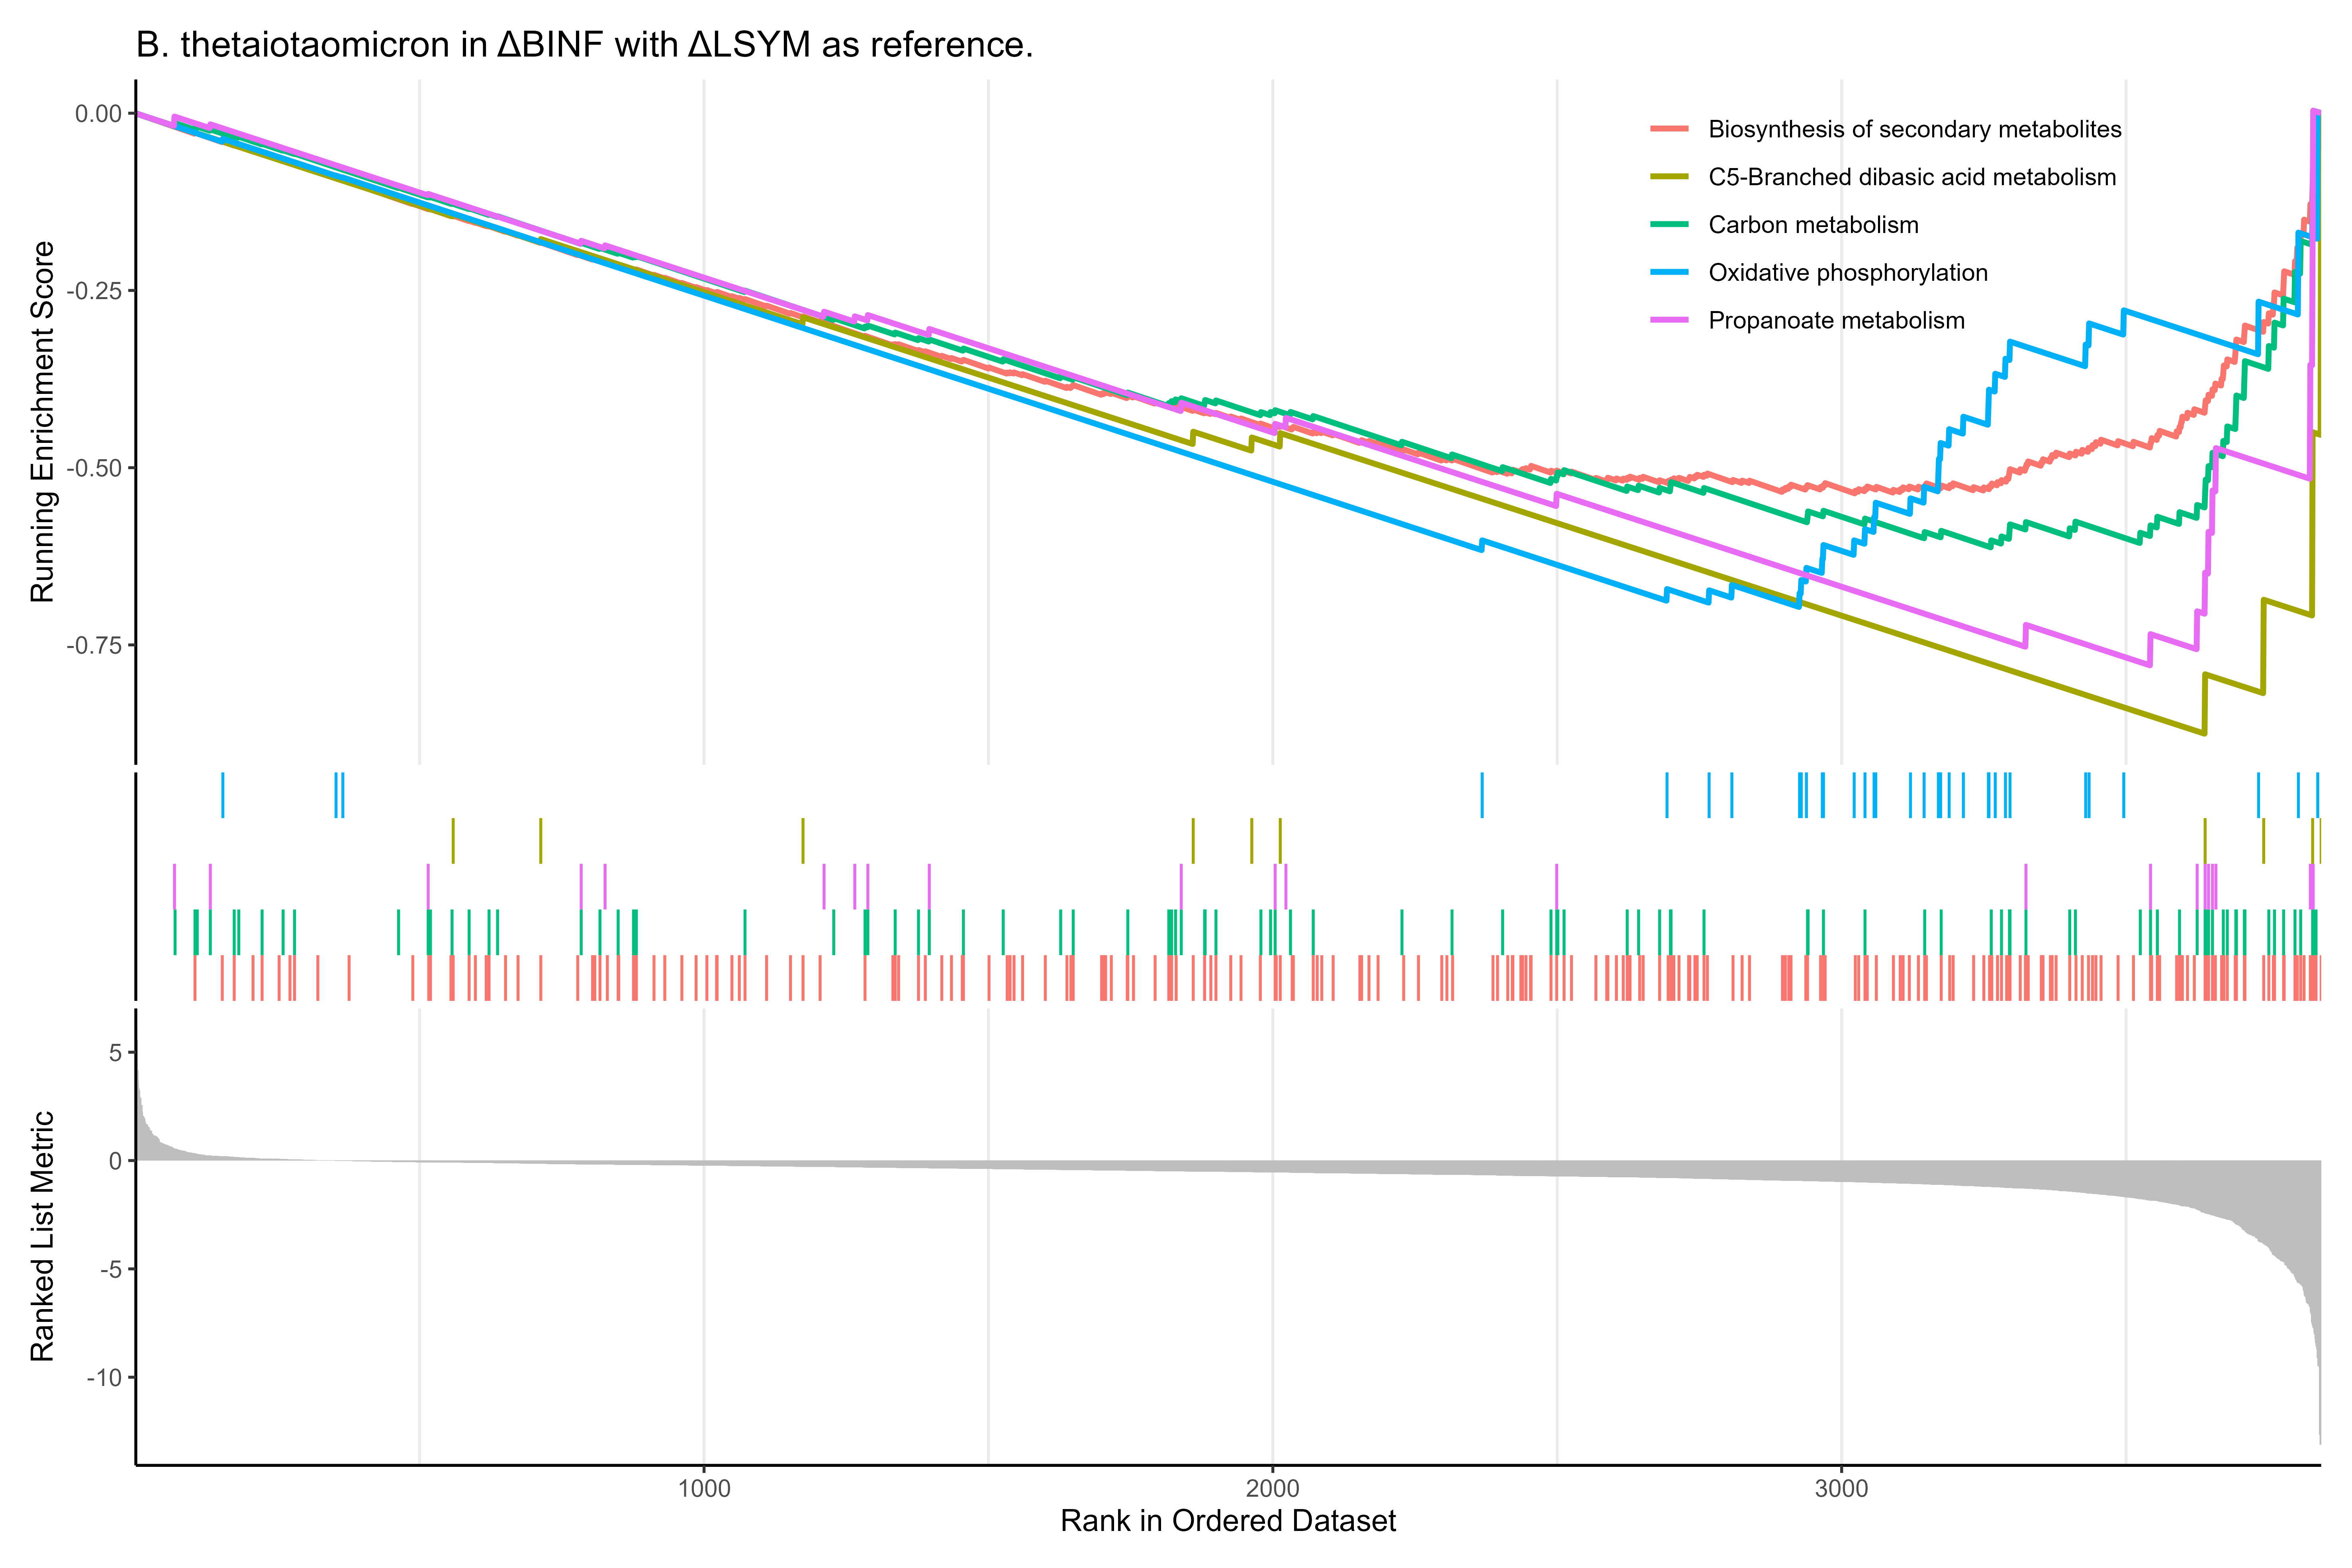 B. thetaiotaomicron in ΔBINF with ΔLSYM as reference.
Running Enrichment Score
0.00
-0.25
-0.50
-0.75
Biosynthesis of secondary metabolites
C5-Branched dibasic acid metabolism
Carbon metabolism
Oxidative phosphorylation
Propanoate metabolism
Ranked List Metric
5
0
-5
-10
1000
2000
3000
Rank in Ordered Dataset